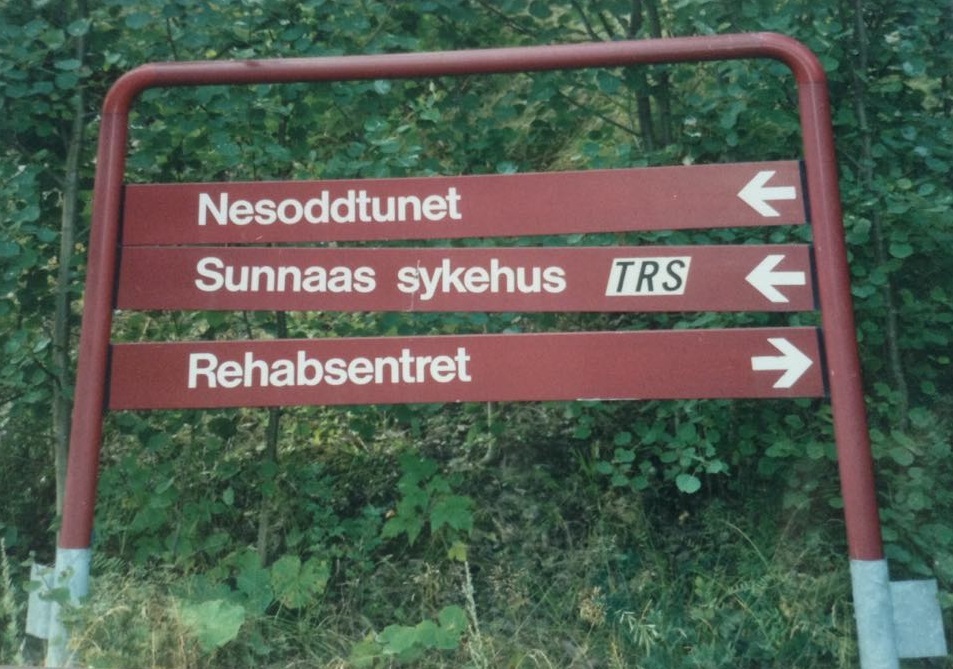 Nesoddtunet
Sunnaas sykehus TRS
Rehabsentret